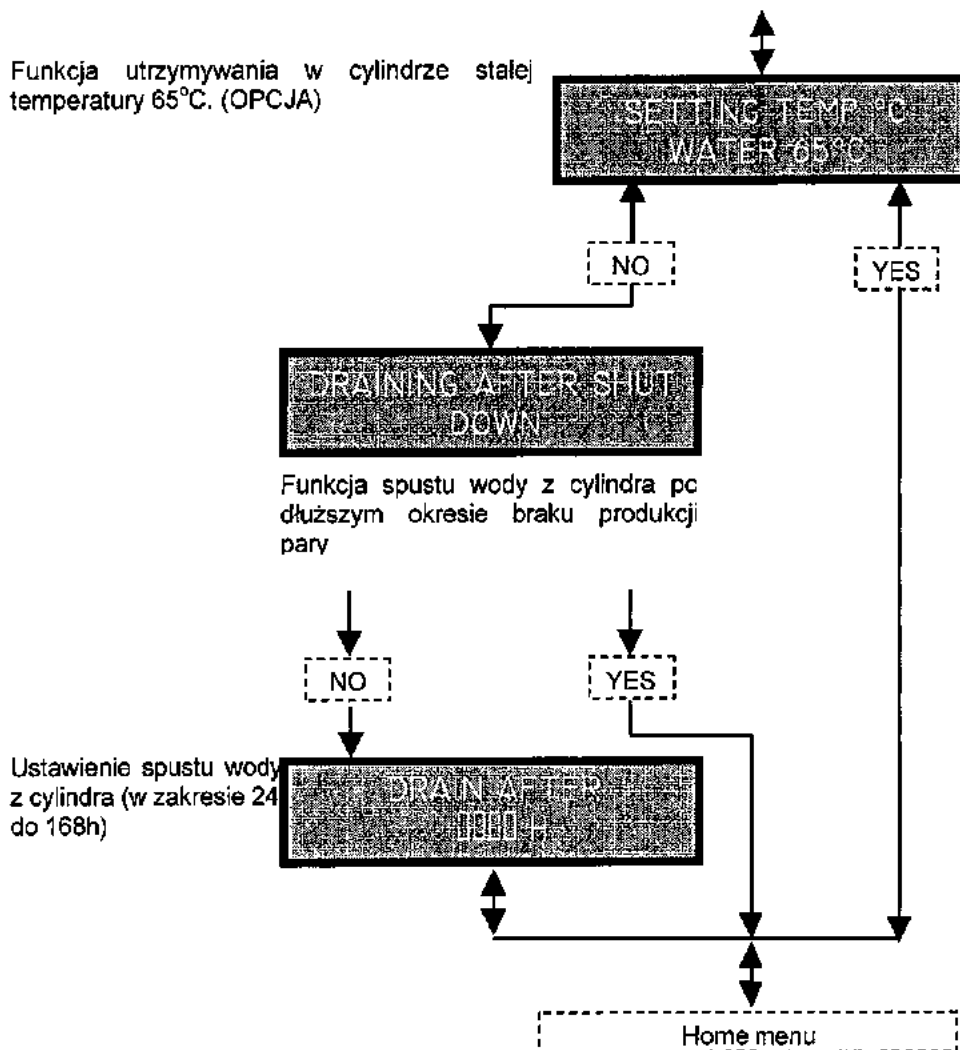 Funkcja utrzymywania w cylindrze stałej
temperatury 65°C. (OPCJA)
SETTING TEMP °C
WATER 65°C
NO
YES
DRAINING AFTER SHUT
DOWN
Funkcja spustu wody z cylindra po
dłuższym okresie braku produkcji
pary
NO
YES
Ustawienie spustu wody
z cylindra (w zakresie 24
do 168h)
DRAIN AFTER
Home menu